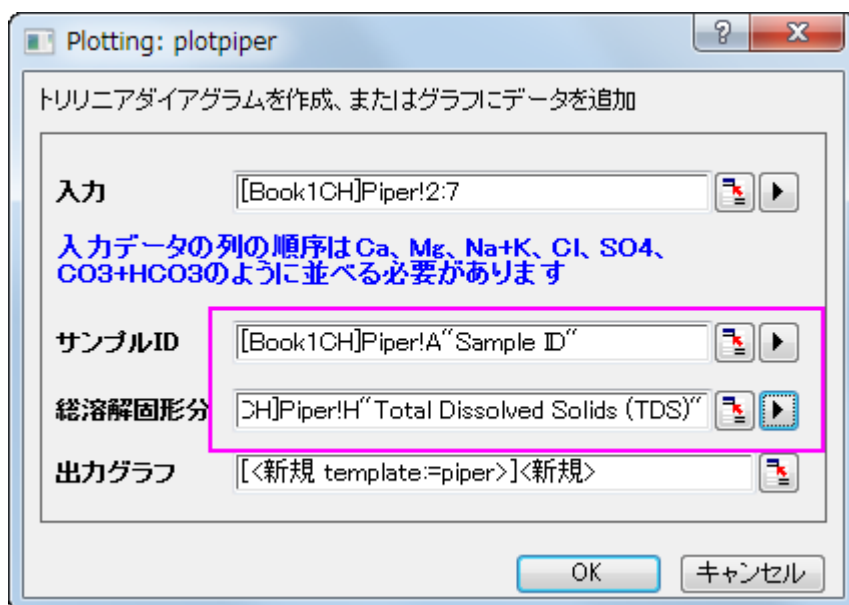 Plotting: plotpiper
トリリニアダイアグラムを作成、またはグラフにデータを追加
入力 [Book1CH]Piper!2:7
入力データの列の順序はCa、Mg、Na+K、Cl、SO4、
CO3+HCO3のように並べる必要があります
サンプルID [Book1CH]Piper!A"Sample ID"
総溶解固形分 CH]Piper!H"Total Dissolved Solids (TDS)"
出力グラフ [<新規 template:=piper>]<新規>
OK キャンセル